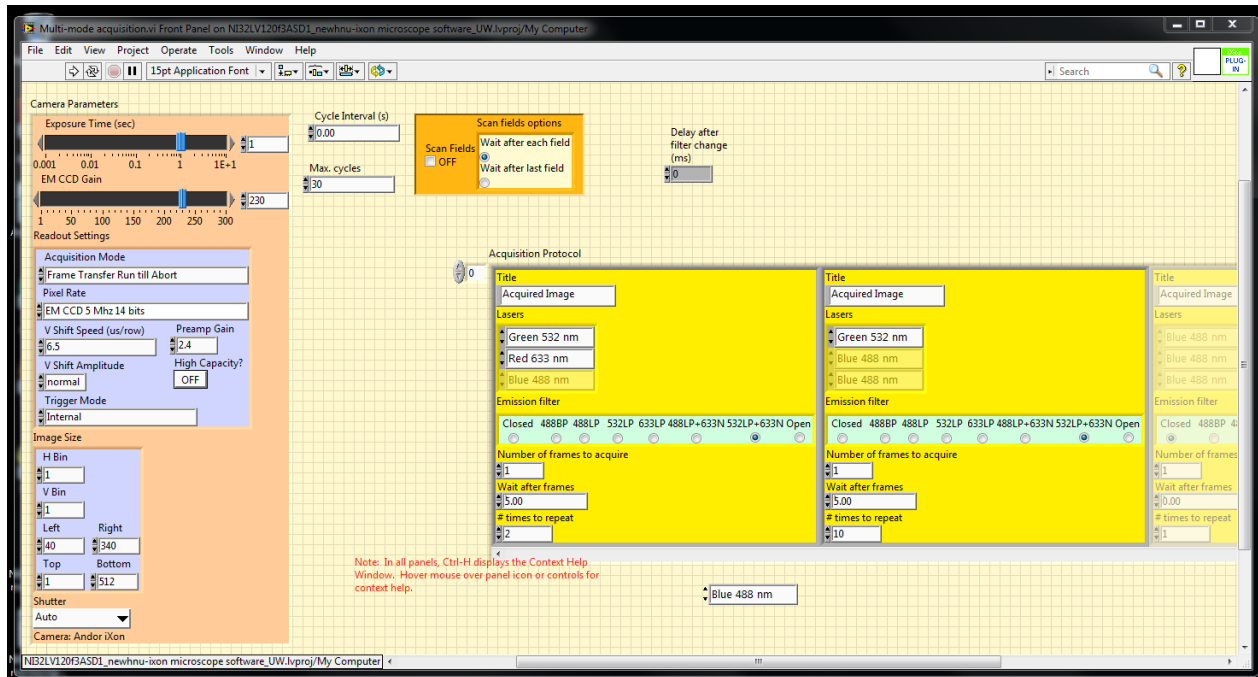 Multi-mode acquisition.vi Front Panel on NI32LV120f3ASD1_newhnu-ixon microscope software_UW.lvproj/My Computer
File Edit View Project Operate Tools Window Help
15pt Application Font
Search
iXon
PLUG-
IN
Camera Parameters
Exposure Time (sec)
1
0.001 0.01 0.1 1 1E+1
EM CCD Gain
230
1 50 100 150 200 250 300
Readout Settings
Acquisition Mode
Frame Transfer Run till Abort
Pixel Rate
EM CCD 5 Mhz 14 bits
V Shift Speed (us/row) Preamp Gain
6.5 2.4
V Shift Amplitude High Capacity?
normal OFF
Trigger Mode
Internal
Image Size
H Bin
1
V Bin
1
Left Right
40 340
Top Bottom
1 512
Shutter
Auto
Camera: Andor iXon
Cycle Interval (s)
0.00
Max. cycles
30
Scan fields options
Scan Fields
OFF
Wait after each field
Wait after last field
Delay after
filter change
(ms)
0
Acquisition Protocol
0
Title
Acquired Image
Lasers
Green 532 nm
Red 633 nm
Blue 488 nm
Emission filter
Closed 488BP 488LP 532LP 633LP 488LP+633N 532LP+633N Open
Number of frames to acquire
1
Wait after frames
5.00
# times to repeat
2
Title
Acquired Image
Lasers
Green 532 nm
Blue 488 nm
Blue 488 nm
Emission filter
Closed 488BP 488LP 532LP 633LP 488LP+633N 532LP+633N Open
Number of frames to acquire
1
Wait after frames
5.00
# times to repeat
10
Title
Acquired Image
Lasers
Blue 488 nm
Blue 488 nm
Blue 488 nm
Emission filter
Closed 488BP 48
Number of frames
1
Wait after frames
0.00
# times to repeat
1
Note: In all panels, Ctrl-H displays the Context Help
Window. Hover mouse over panel icon or controls for
context help.
Blue 488 nm
NI32LV120f3ASD1_newhnu-ixon microscope software_UW.lvproj/My Computer